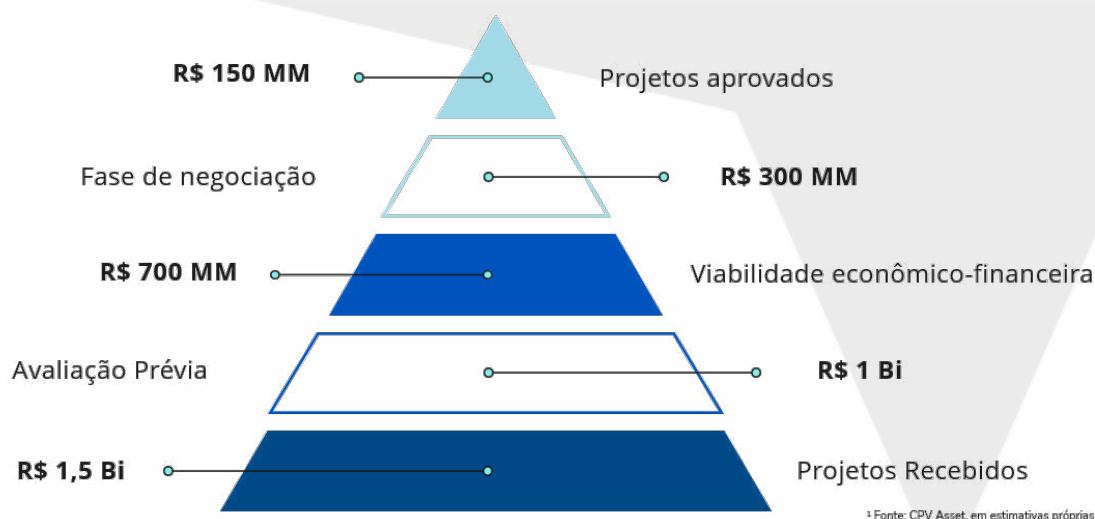 R$ 150 MM
Projetos aprovados
Fase de negociação
R$ 300 MM
R$ 700 MM
Viabilidade econômico-financeira
Avaliação Prévia
R$ 1 Bi
R$ 1,5 Bi
Projetos Recebidos
¹ Fonte: CPV Asset, em estimativas próprias